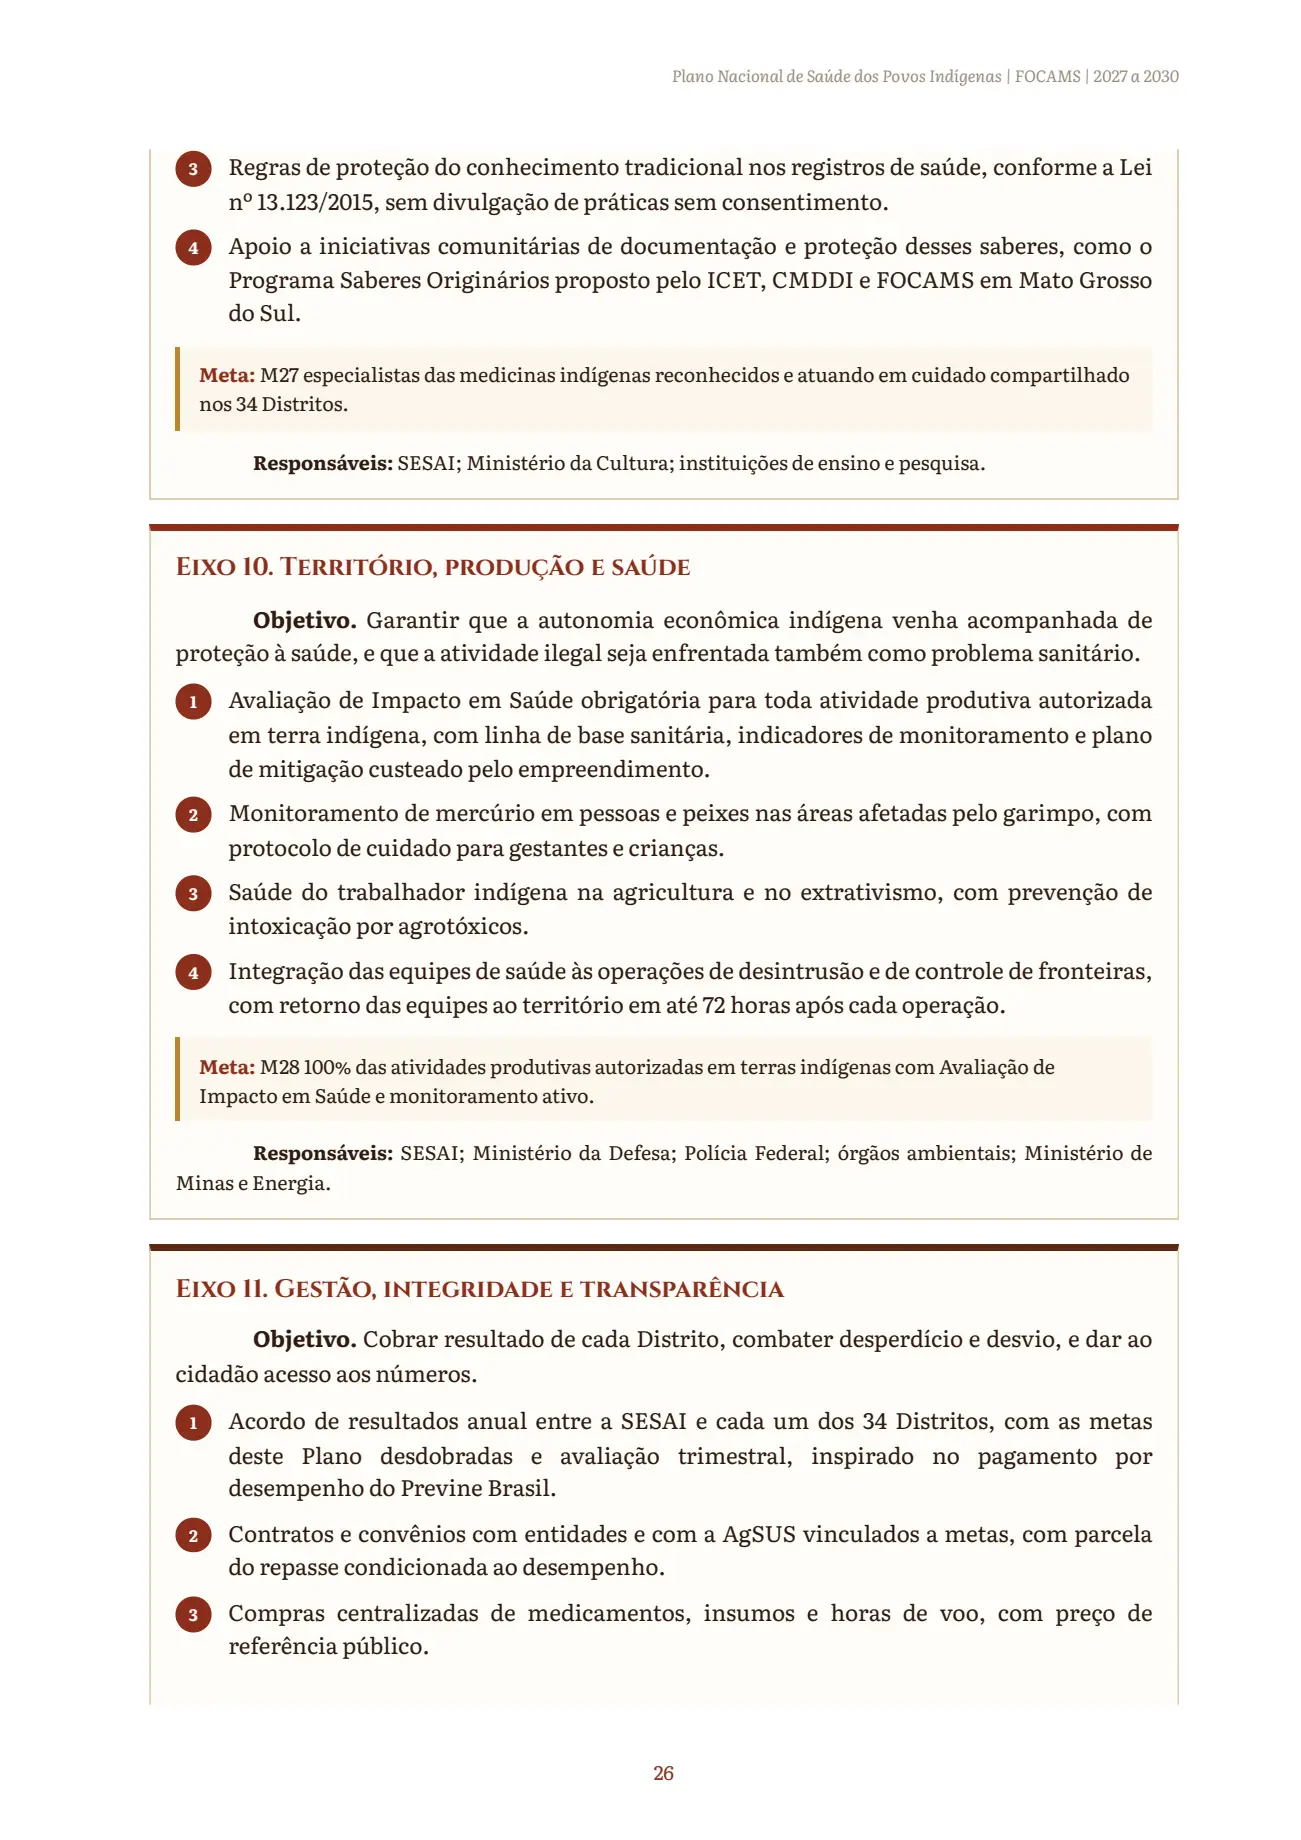 Plano Nacional de Saúde dos Povos Indígenas | FOCAMS | 2027 a 2030
3 Regras de proteção do conhecimento tradicional nos registros de saúde, conforme a Lei
nº 13.123/2015, sem divulgação de práticas sem consentimento.
4 Apoio a iniciativas comunitárias de documentação e proteção desses saberes, como o
Programa Saberes Originários proposto pelo ICET, CMDDI e FOCAMS em Mato Grosso
do Sul.
Meta: M27 especialistas das medicinas indígenas reconhecidos e atuando em cuidado compartilhado
nos 34 Distritos.
Responsáveis: SESAI; Ministério da Cultura; instituições de ensino e pesquisa.
Eixo 10. Território, produção e saúde
Objetivo. Garantir que a autonomia econômica indígena venha acompanhada de
proteção à saúde, e que a atividade ilegal seja enfrentada também como problema sanitário.
1 Avaliação de Impacto em Saúde obrigatória para toda atividade produtiva autorizada
em terra indígena, com linha de base sanitária, indicadores de monitoramento e plano
de mitigação custeado pelo empreendimento.
2 Monitoramento de mercúrio em pessoas e peixes nas áreas afetadas pelo garimpo, com
protocolo de cuidado para gestantes e crianças.
3 Saúde do trabalhador indígena na agricultura e no extrativismo, com prevenção de
intoxicação por agrotóxicos.
4 Integração das equipes de saúde às operações de desintrusão e de controle de fronteiras,
com retorno das equipes ao território em até 72 horas após cada operação.
Meta: M28 100% das atividades produtivas autorizadas em terras indígenas com Avaliação de
Impacto em Saúde e monitoramento ativo.
Responsáveis: SESAI; Ministério da Defesa; Polícia Federal; órgãos ambientais; Ministério de
Minas e Energia.
Eixo 11. Gestão, integridade e transparência
Objetivo. Cobrar resultado de cada Distrito, combater desperdício e desvio, e dar ao
cidadão acesso aos números.
1 Acordo de resultados anual entre a SESAI e cada um dos 34 Distritos, com as metas
deste Plano desdobradas e avaliação trimestral, inspirado no pagamento por
desempenho do Previne Brasil.
2 Contratos e convênios com entidades e com a AgSUS vinculados a metas, com parcela
do repasse condicionada ao desempenho.
3 Compras centralizadas de medicamentos, insumos e horas de voo, com preço de
referência público.
26